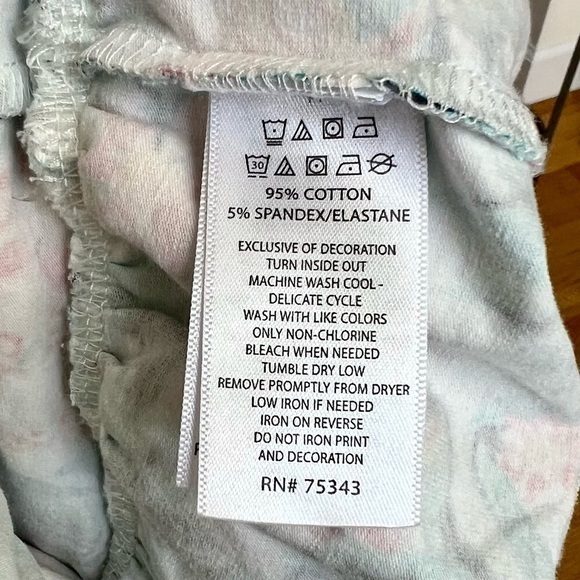 30
95% COTTON
5% SPANDEX/ELASTANE
EXCLUSIVE OF DECORATION
TURN INSIDE OUT
MACHINE WASH COOL -
DELICATE CYCLE
WASH WITH LIKE COLORS
ONLY NON-CHLORINE
BLEACH WHEN NEEDED
TUMBLE DRY LOW
REMOVE PROMPTLY FROM DRYER
LOW IRON IF NEEDED
IRON ON REVERSE
DO NOT IRON PRINT
AND DECORATION
RN# 75343